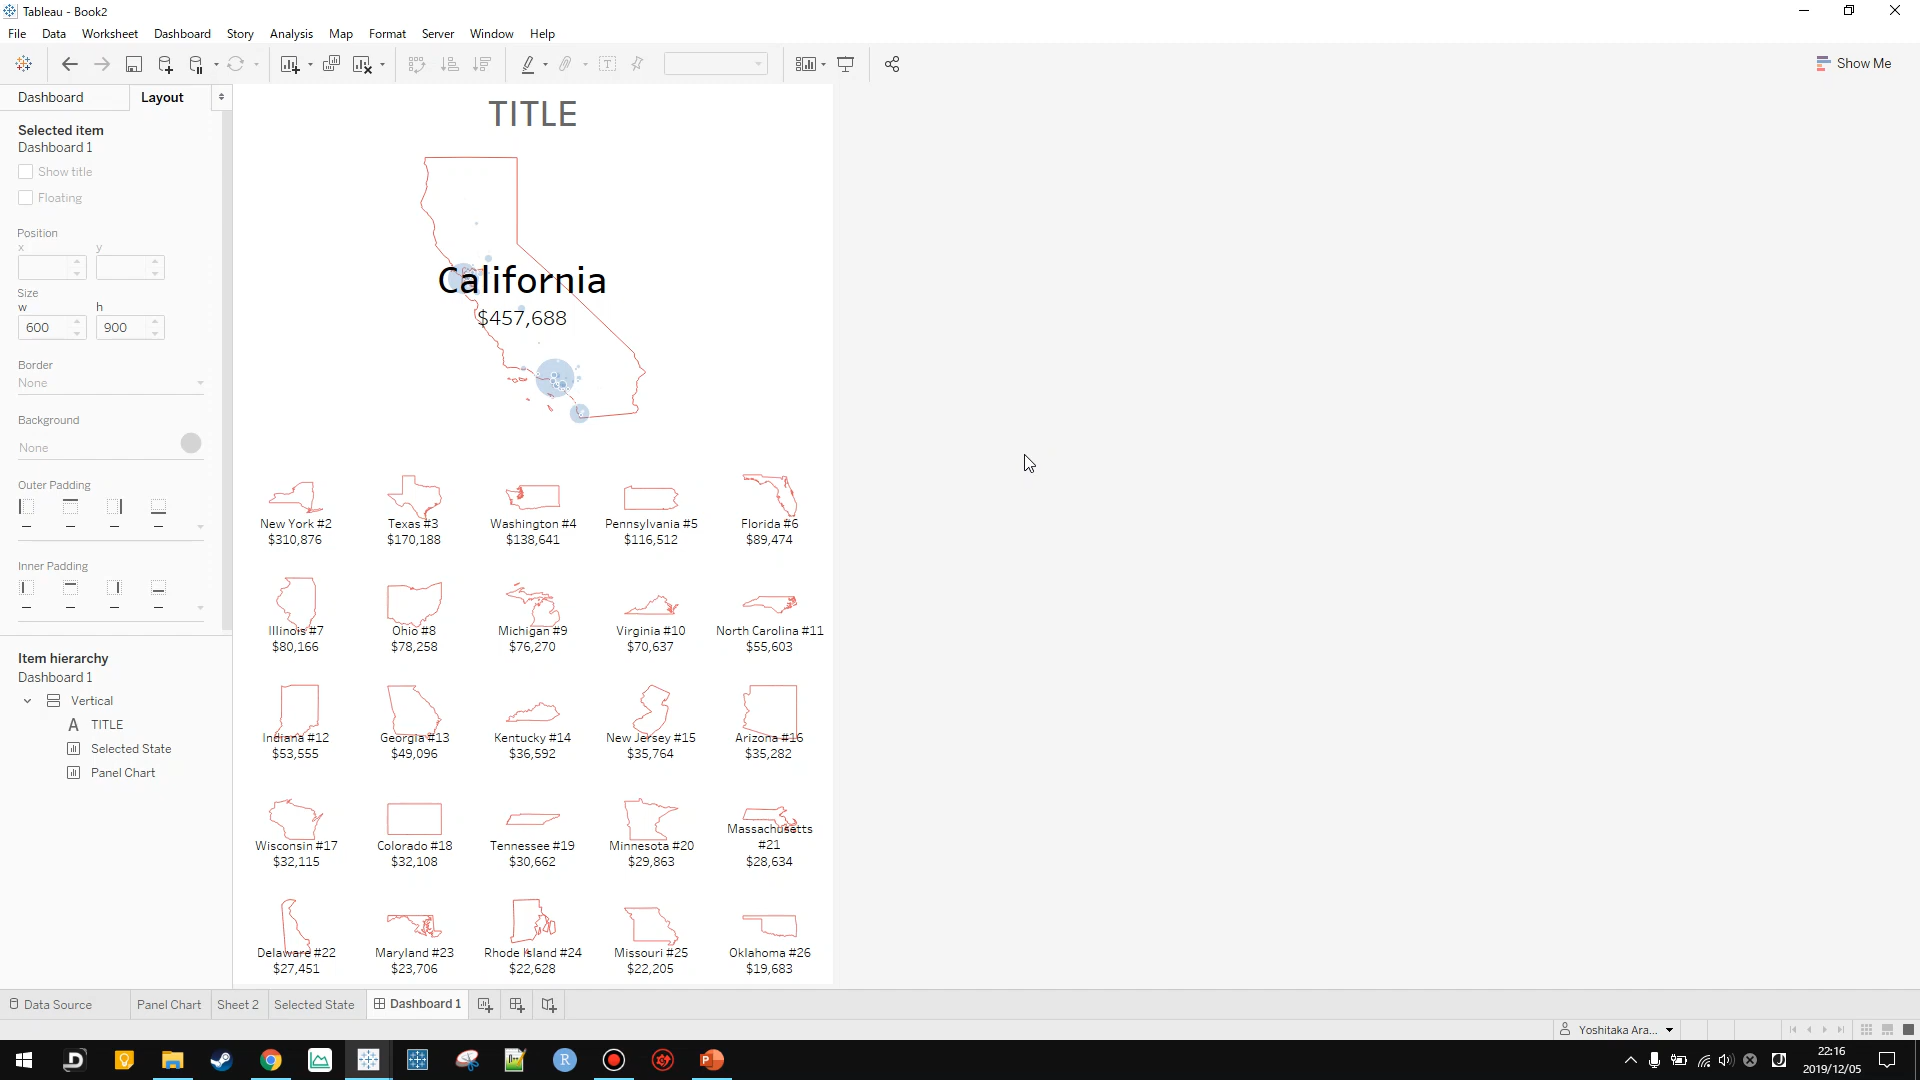 Tableau - Book2
File Data Worksheet Dashboard Story Analysis Map Format Server Window Help
Show Me
Dashboard Layout
Selected item
Dashboard 1
Show title
Floating
Position
x y
Size
w h
600 900
Border
None
Background
None
Outer Padding
Inner Padding
Item hierarchy
Dashboard 1
Vertical
TITLE
Selected State
Panel Chart
TITLE
California
$457,688
New York #2 Texas #3 Washington #4 Pennsylvania #5 Florida #6
$310,876 $170,188 $138,641 $116,512 $89,474
Illinois #7 Ohio #8 Michigan #9 Virginia #10 North Carolina #11
$80,166 $78,258 $76,270 $70,637 $55,603
Indiana #12 Georgia #13 Kentucky #14 New Jersey #15 Arizona #16
$53,555 $49,096 $36,592 $35,764 $35,282
Wisconsin #17 Colorado #18 Tennessee #19 Minnesota #20 Massachusetts #21
$32,115 $32,108 $30,662 $29,863 $28,634
Delaware #22 Maryland #23 Rhode Island #24 Missouri #25 Oklahoma #26
$27,451 $23,706 $22,628 $22,205 $19,683
Data Source Panel Chart Sheet 2 Selected State Dashboard 1
Yoshitaka Ara...
22:16
2019/12/05